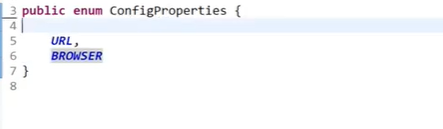 3 public enum ConfigProperties {
4
5 URL,
6 BROWSER
7 }
8